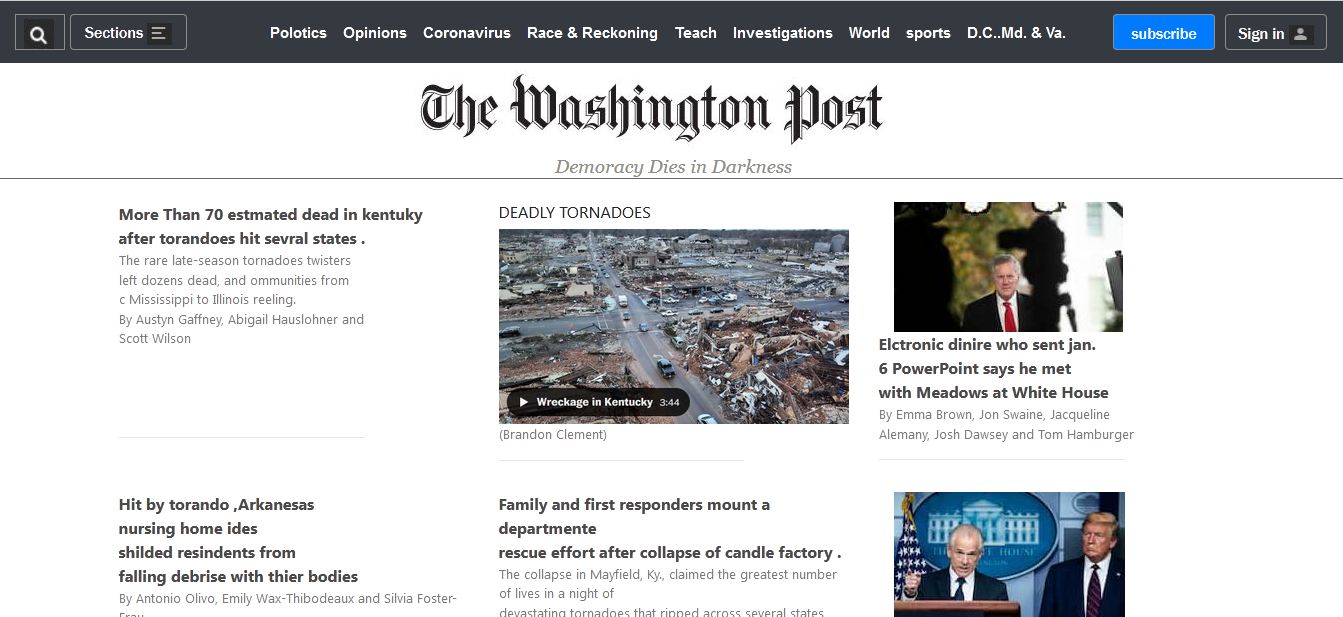 Sections
Polotics Opinions Coronavirus Race & Reckoning Teach Investigations World sports D.C..Md. & Va.
subscribe
Sign in
The Washington Post
Demoracy Dies in Darkness
More Than 70 estmated dead in kentuky
after torandoes hit sevral states .
The rare late-season tornadoes twisters
left dozens dead, and ommunities from
c Mississippi to Illinois reeling.
By Austyn Gaffney, Abigail Hauslohner and
Scott Wilson
DEADLY TORNADOES
Wreckage in Kentucky 3:44
(Brandon Clement)
Elctronic dinire who sent jan.
6 PowerPoint says he met
with Meadows at White House
By Emma Brown, Jon Swaine, Jacqueline
Alemany, Josh Dawsey and Tom Hamburger
Hit by torando ,Arkanesas
nursing home ides
shilded resindents from
falling debrise with thier bodies
By Antonio Olivo, Emily Wax-Thibodeaux and Silvia Foster-
Frau
Family and first responders mount a
departmente
rescue effort after collapse of candle factory .
The collapse in Mayfield, Ky., claimed the greatest number
of lives in a night of
devastating tornadoes that ripped across several states